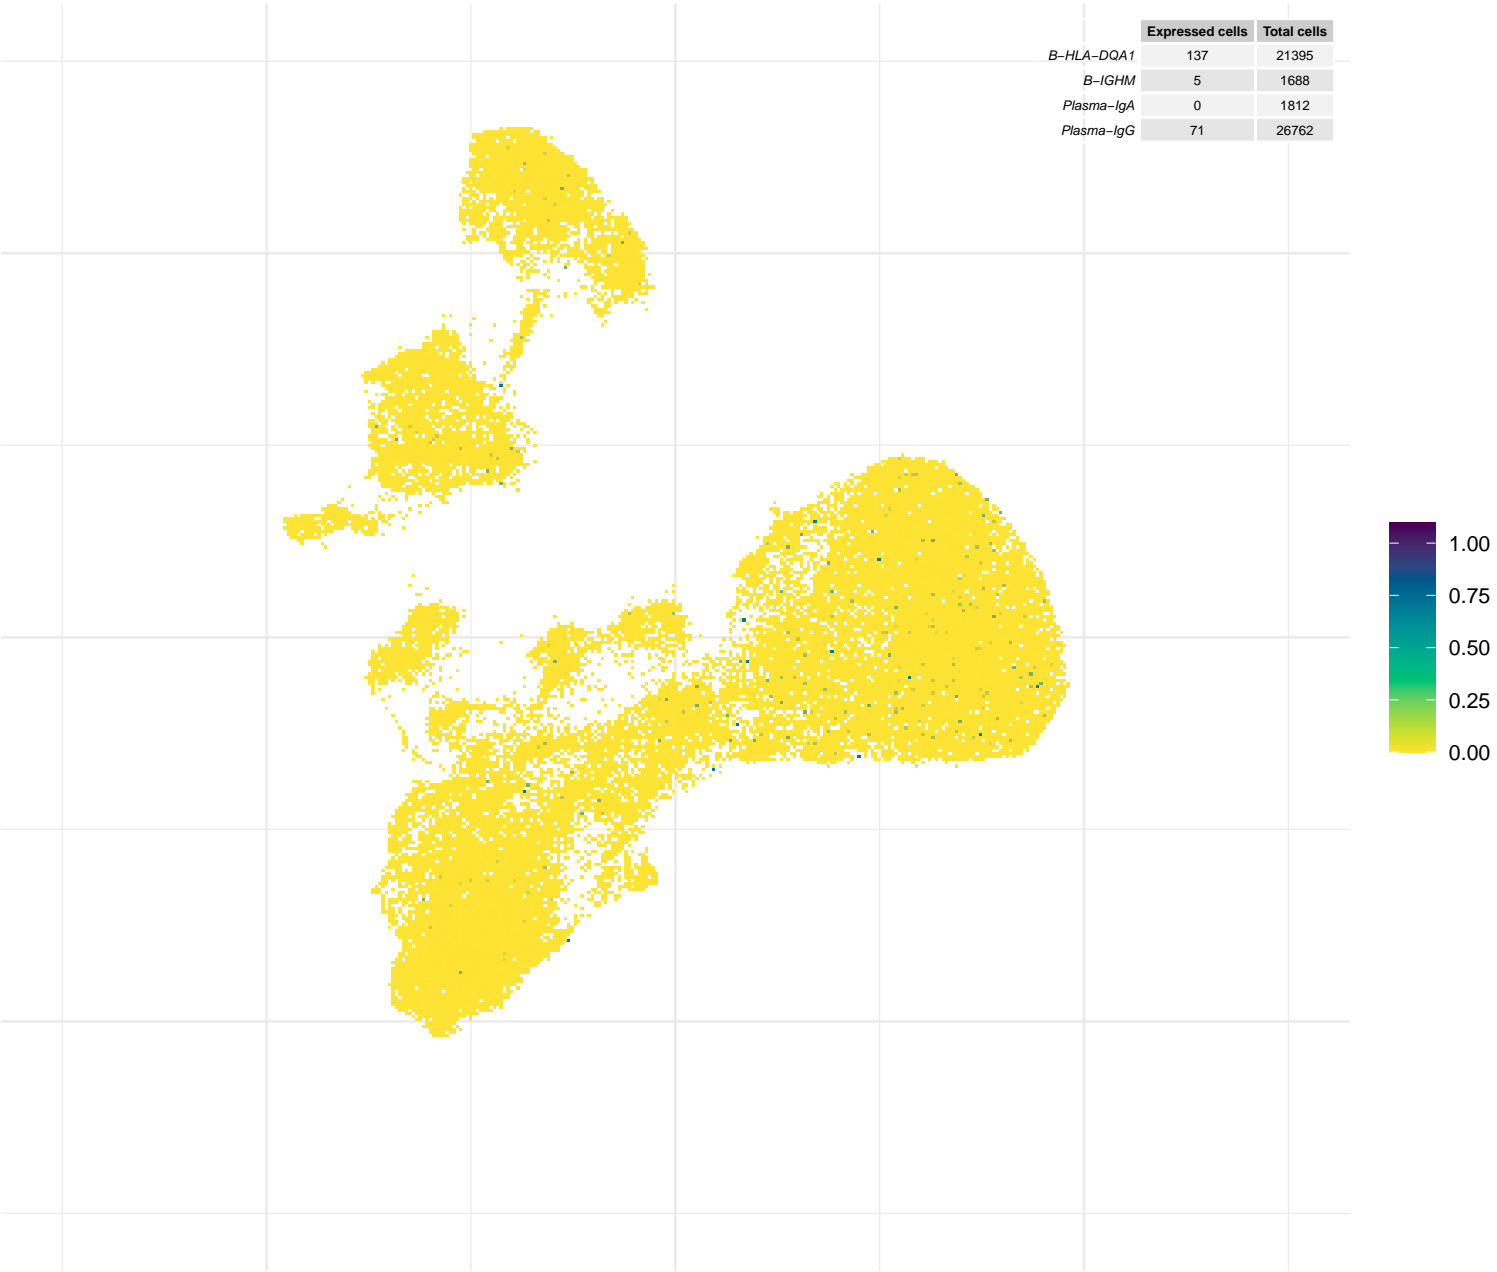 Expressed cells Total cells
B−HLA−DQA1 137 21395
B−IGHM 5 1688
Plasma−IgA 0 1812
Plasma−IgG 71 26762
1.00
0.75
0.50
0.25
0.00